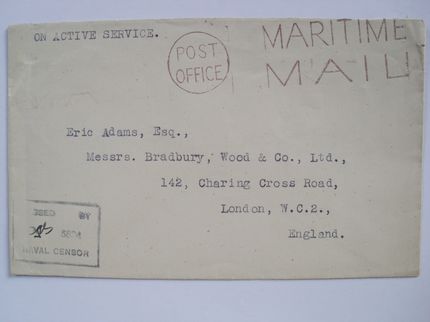 ON ACTIVE SERVICE.
POST
OFFICE
MARITIME
MAIL
Eric Adams, Esq.,
Messrs. Bradbury, Wood & Co., Ltd.,
142, Charing Cross Road,
London, W.C.2.,
England.
SSED BY
NAVAL CENSOR